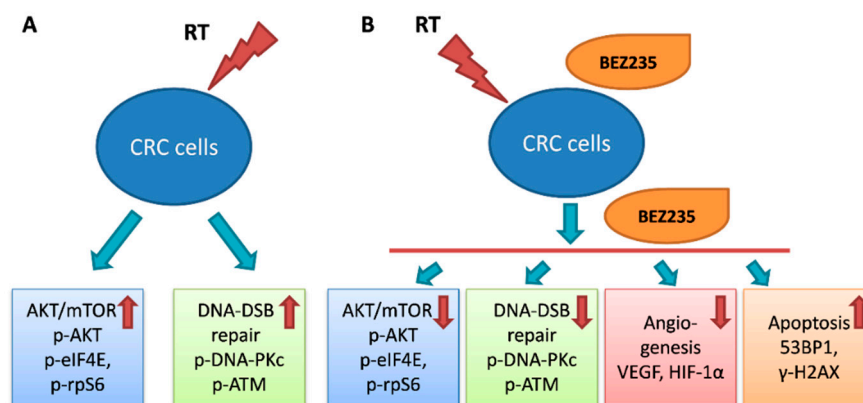 A
RT
CRC cells
AKT/mTOR
p-AKT
p-eIF4E,
p-rpS6
DNA-DSB
repair
p-DNA-PKc
p-ATM
B
RT
BEZ235
CRC cells
BEZ235
AKT/mTOR
p-AKT
p-eIF4E,
p-rpS6
DNA-DSB
repair
p-DNA-PKc
p-ATM
Angio-
genesis
VEGF, HIF-1α
Apoptosis
53BP1,
γ-H2AX